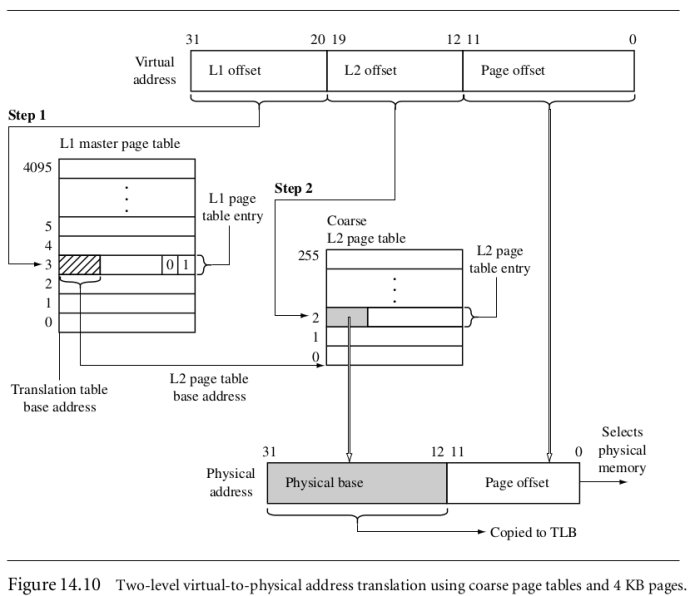 31 20 19 12 11 0
Virtual
address
L1 offset
L2 offset
Page offset
Step 1
L1 master page table
4095
5
4
3
2
1
0
0 1
L1 page
table entry
Step 2
Coarse
L2 page table
255
2
1
0
L2 page
table entry
Translation table
base address
L2 page table
base address
31 12 11 0
Physical
address
Physical base
Page offset
Selects
physical
memory
Copied to TLB
Figure 14.10 Two-level virtual-to-physical address translation using coarse page tables and 4 KB pages.